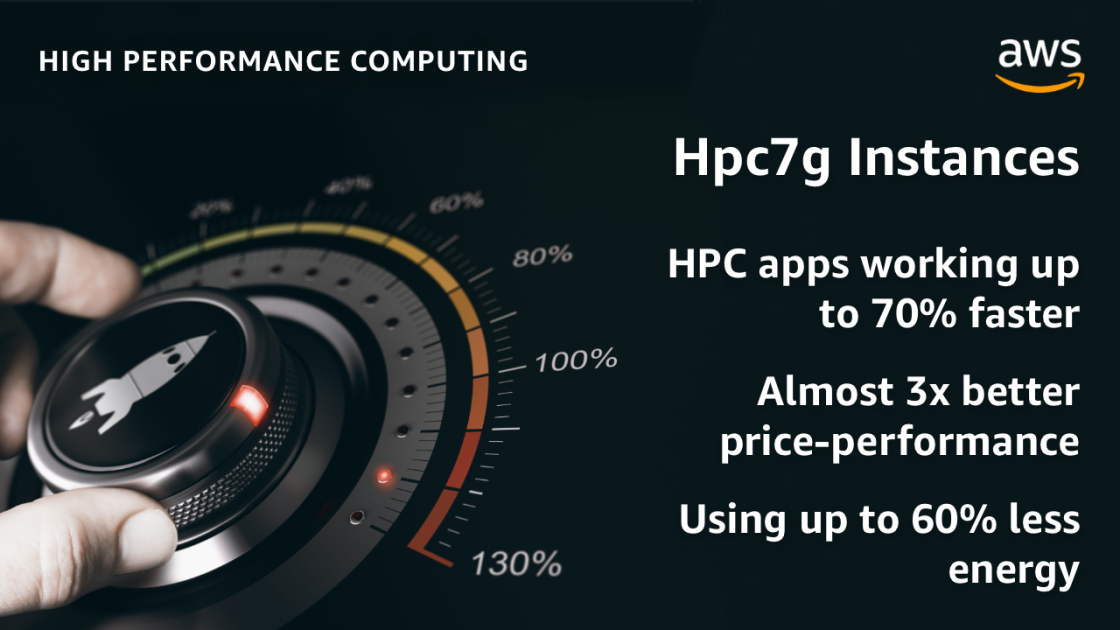 HIGH PERFORMANCE COMPUTING
aws
Hpc7g Instances
HPC apps working up
to 70% faster
Almost 3x better
price-performance
Using up to 60% less
energy
20%
40%
60%
80%
100%
130%